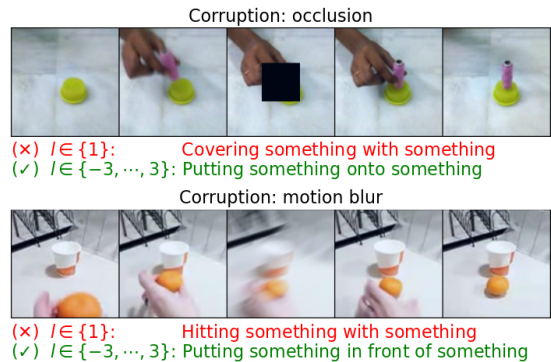 Corruption: occlusion
(×) l ∈ {1}: Covering something with something
(✓) l ∈ {−3, ⋯, 3}: Putting something onto something
Corruption: motion blur
(×) l ∈ {1}: Hitting something with something
(✓) l ∈ {−3, ⋯, 3}: Putting something in front of something